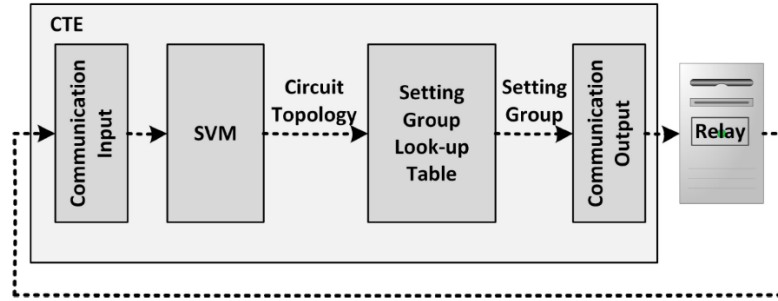 CTE
Communication
Input
SVM
Circuit
Topology
Setting
Group
Look-up
Table
Setting
Group
Communication
Output
Relay